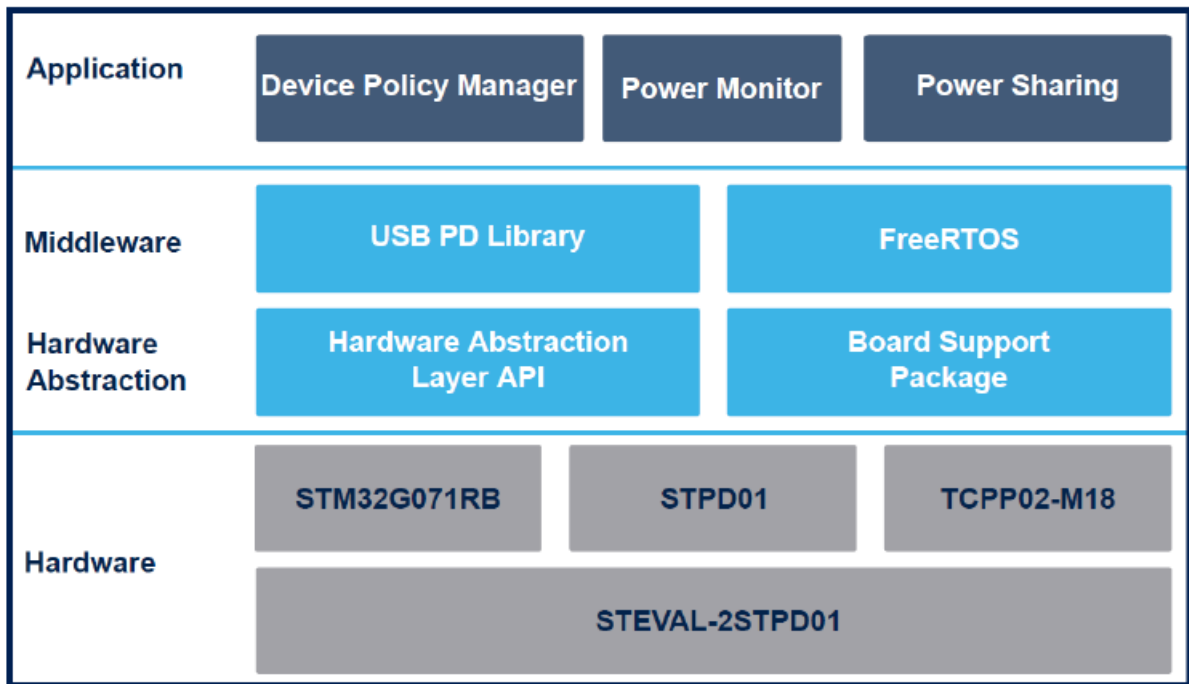 Application
Device Policy Manager
Power Monitor
Power Sharing
Middleware
USB PD Library
FreeRTOS
Hardware
Abstraction
Hardware Abstraction
Layer API
Board Support
Package
Hardware
STM32G071RB
STPD01
TCPP02-M18
STEVAL-2STPD01